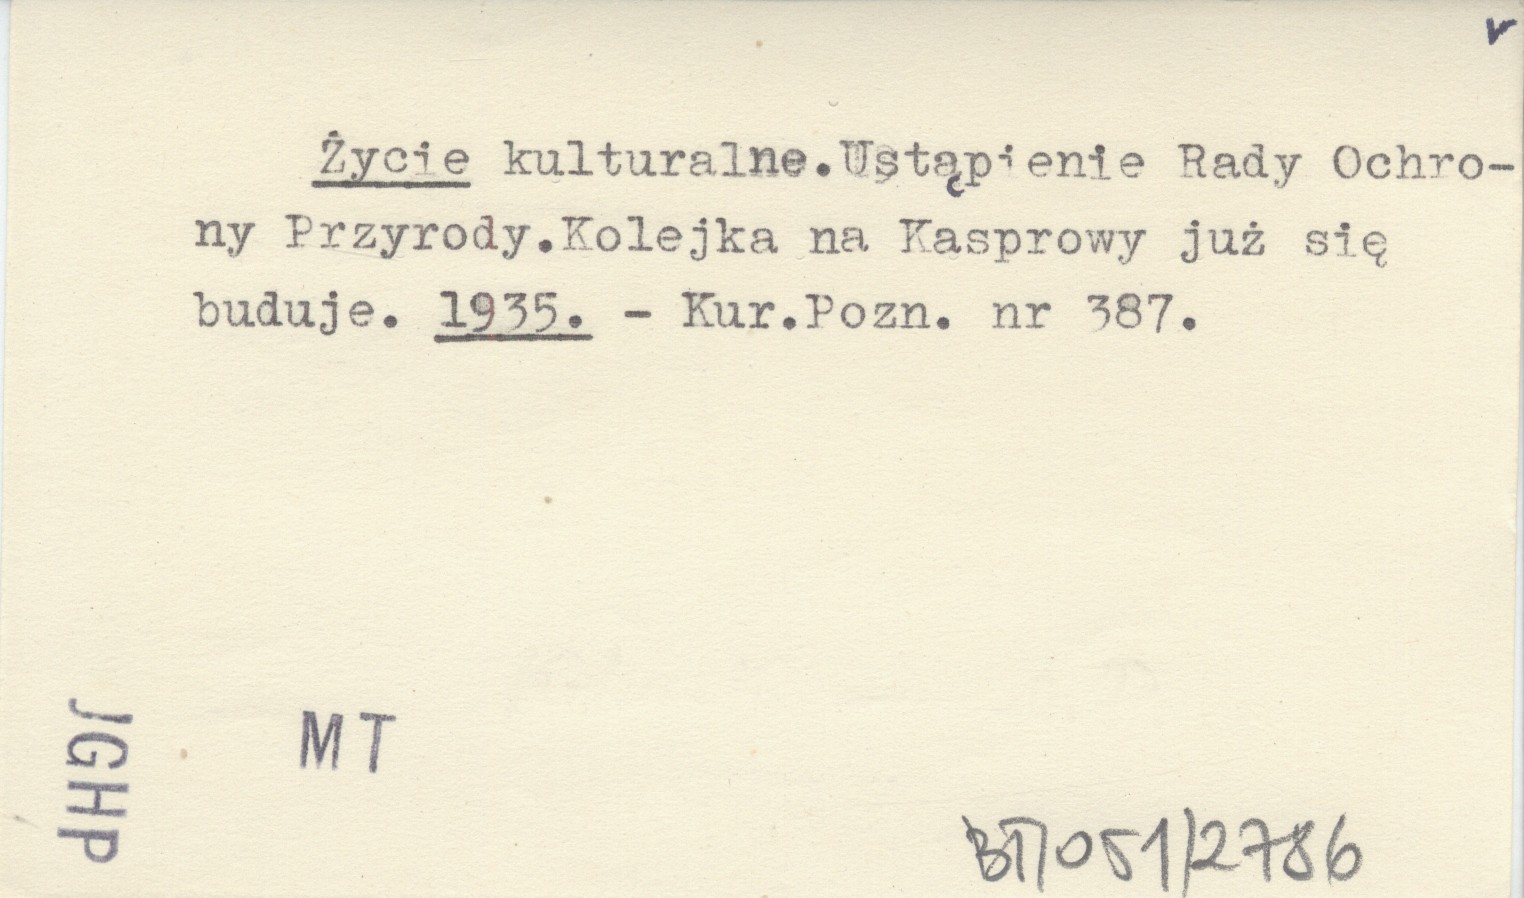 v
Życie kulturalne.Ustąpienie Rady Ochro-
ny Przyrody.Kolejka na Kasprowy już się
buduje. 1935. - Kur.Pozn. nr 387.
JGHP
MT
BT/051/2786